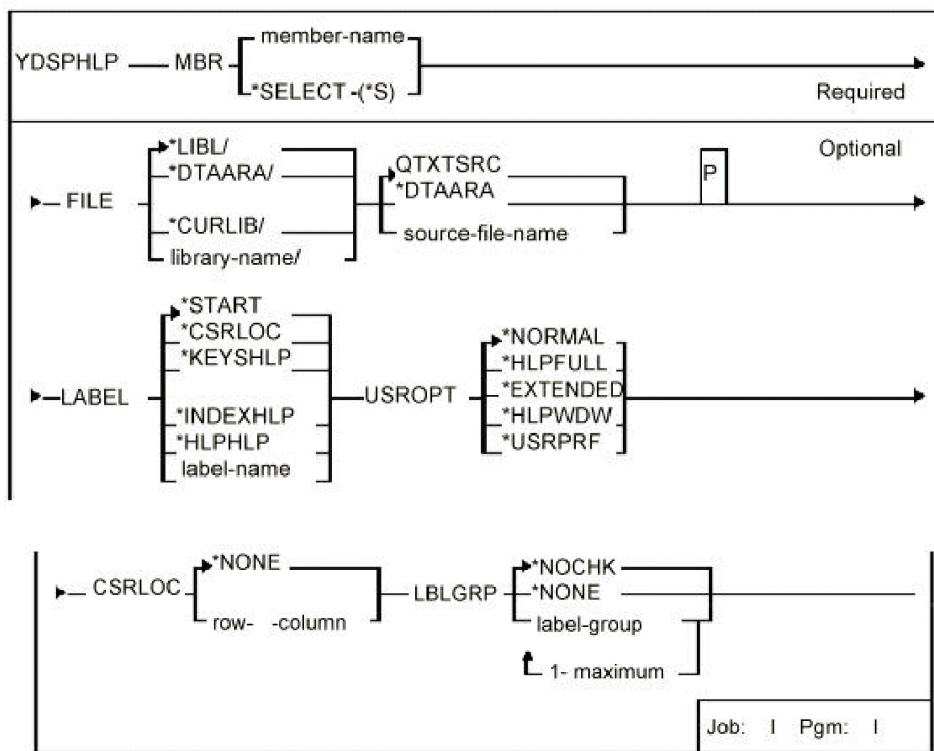 member-name
YDSPHLP MBR
*SELECT -(*S)
Required
Optional
*LIBL/
*DTAARA/
FILE
*CURLIB/
library-name/
QTXTSRC
*DTAARA
source-file-name
P
*START
*CSRLOC
*KEYSHLP
LABEL
*INDEXHLP
*HLPHLP
label-name
USROPT
*NORMAL
*HLPFULL
*EXTENDED
*HLPWDW
*USRPRF
CSRLOC
*NONE
row- -column
LBLGRP
*NOCHK
*NONE
label-group
1- maximum
Job: I Pgm: I